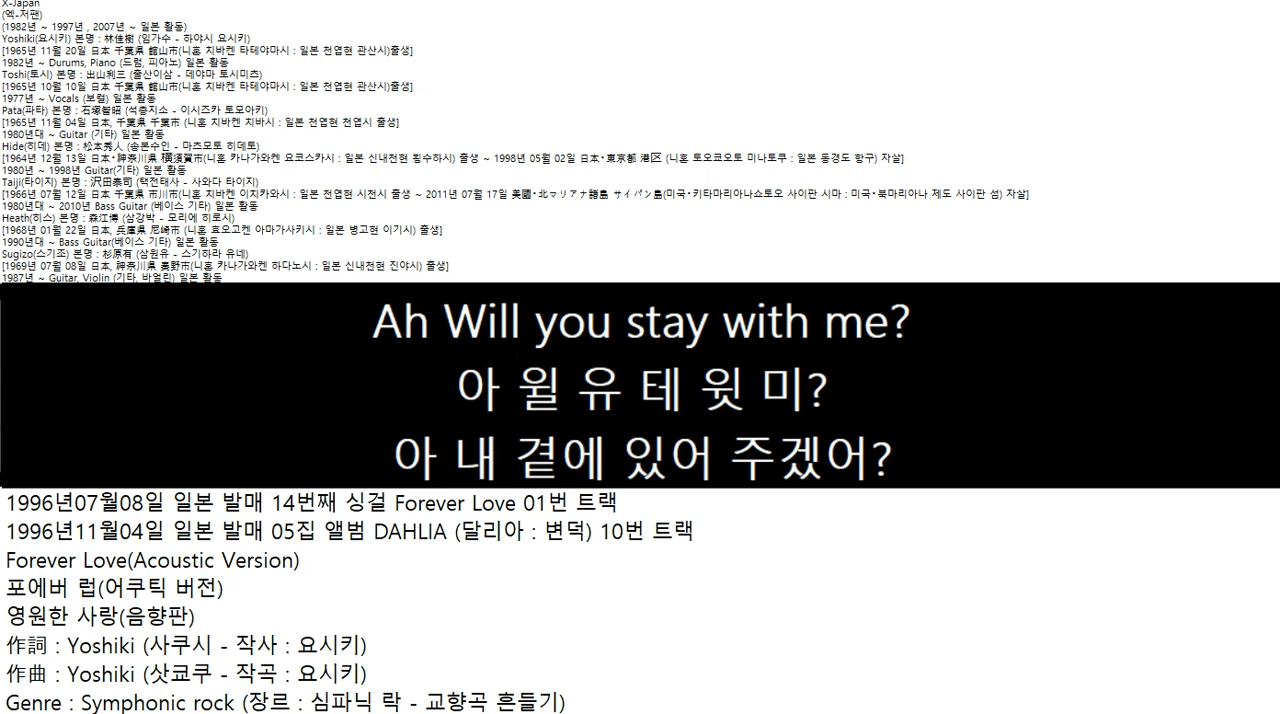 X-Japan
(엑-저팬)
(1982년 ~ 1997년 , 2007년 ~ 일본 활동)
Yoshiki(요시키) 본명 : 林佳樹 (임가수 - 하야시 요시키)
[1965년 11월 20일 日本 千葉県 館山市(니혼 치바켄 타테야마시 : 일본 천엽현 관산시)출생]
1982년 ~ Durums, Piano (드럼, 피아노) 일본 활동
Toshi(토시) 본명 : 出山利三 (출산이삼 - 데야마 토시미츠)
[1965년 10월 10일 日本 千葉県 館山市(니혼 치바켄 타테야마시 : 일본 천엽현 관산시)출생]
1977년 ~ Vocals (보컬) 일본 활동
Pata(파타) 본명 : 石塚智昭 (석총지소 - 이시즈카 토모아키)
[1965년 11월 04일 日本, 千葉県 千葉市 (니혼 치바켄 치바시 : 일본 천엽현 천엽시 출생]
1980년대 ~ Guitar (기타) 일본 활동
Hide(히데) 본명 : 松本秀人 (송본수인 - 마츠모토 히데토)
[1964년 12월 13일 日本・神奈川県 横須賀市(니혼 카나가와켄 요코스카시 : 일본 신내천현 횡수하시) 출생 ~ 1998년 05월 02일 日本・東京都 港区 (니혼 토오쿄오토 미나토쿠 : 일본 동경도 항구) 자살]
1980년 ~ 1998년 Guitar(기타) 일본 활동
Taiji(타이지) 본명 : 沢田泰司 (택전태사 - 사와다 타이지)
[1966년 07월 12일 日本 千葉県 市川市(니혼 치바켄 이치카와시 : 일본 천엽현 시천시 출생 ~ 2011년 07월 17일 美國・北マリアナ諸島 サイパン島(미국・키타마리아나쇼토오 사이판 시마 : 미국・북마리아나 제도 사이판 섬) 자살]
1980년대 ~ 2010년 Bass Guitar (베이스 기타) 일본 활동
Heath(히스) 본명 : 森江博 (삼강박 - 모리에 히로시)
[1968년 01월 22일 日本, 兵庫県 尼崎市 (니혼 효오고켄 아마가사키시 : 일본 병고현 이기시) 출생]
1990년대 ~ Bass Guitar(베이스 기타) 일본 활동
Sugizo(스기조) 본명 : 杉原有 (삼원유 - 스기하라 유네)
[1969년 07월 08일 日本, 神奈川県 秦野市(니혼 카나가와켄 하다노시 : 일본 신내천현 진야시) 출생]
1987년 ~ Guitar, Violin (기타, 바얼린) 일본 활동
Ah Will you stay with me?
아 윌 유 테 윗 미?
아 내 곁에 있어 주겠어?
1996년07월08일 일본 발매 14번째 싱걸 Forever Love 01번 트랙
1996년11월04일 일본 발매 05집 앨범 DAHLIA (달리아 : 변덕) 10번 트랙
Forever Love(Acoustic Version)
포에버 럽(어쿠틱 버전)
영원한 사랑(음향판)
作詞 : Yoshiki (사쿠시 - 작사 : 요시키)
作曲 : Yoshiki (삿쿄쿠 - 작곡 : 요시키)
Genre : Symphonic rock (장르 : 심파닉 락 - 교향곡 흔들기)